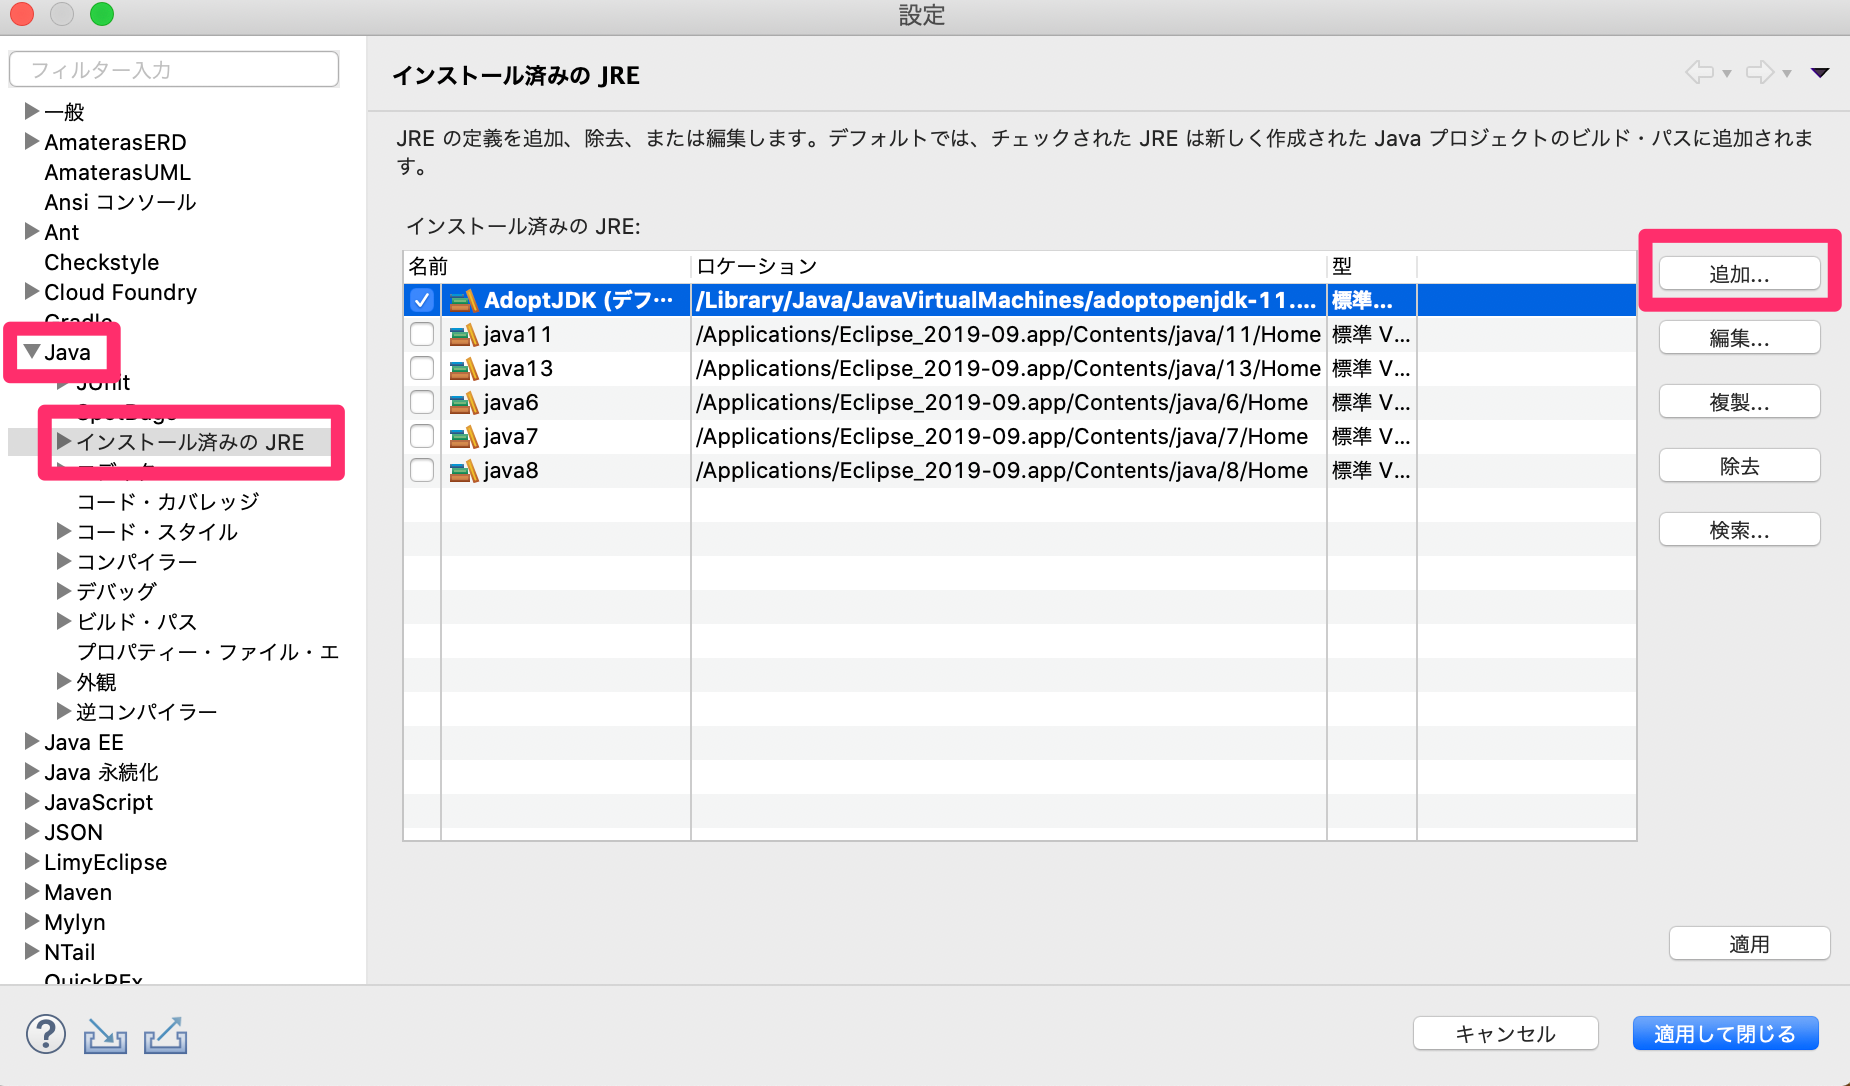 設定
フィルター入力
一般
AmaterasERD
AmaterasUML
Ansi コンソール
Ant
Checkstyle
Cloud Foundry
Gradle
Java
JUnit
SpotBugs
インストール済みの JRE
エディター
コード・カバレッジ
コード・スタイル
コンパイラー
デバッグ
ビルド・パス
プロパティー・ファイル・エ
外観
逆コンパイラー
Java EE
Java 永続化
JavaScript
JSON
LimyEclipse
Maven
Mylyn
NTail
QuickREx
インストール済みの JRE
JRE の定義を追加、除去、または編集します。デフォルトでは、チェックされた JRE は新しく作成された Java プロジェクトのビルド・パスに追加されま
す。
インストール済みの JRE:
名前 ロケーション 型
AdoptJDK (デフ… /Library/Java/JavaVirtualMachines/adoptopenjdk-11.... 標準...
java11 /Applications/Eclipse_2019-09.app/Contents/java/11/Home 標準 V...
java13 /Applications/Eclipse_2019-09.app/Contents/java/13/Home 標準 V...
java6 /Applications/Eclipse_2019-09.app/Contents/java/6/Home 標準 V...
java7 /Applications/Eclipse_2019-09.app/Contents/java/7/Home 標準 V...
java8 /Applications/Eclipse_2019-09.app/Contents/java/8/Home 標準 V...
追加...
編集...
複製...
除去
検索...
適用
?
キャンセル
適用して閉じる